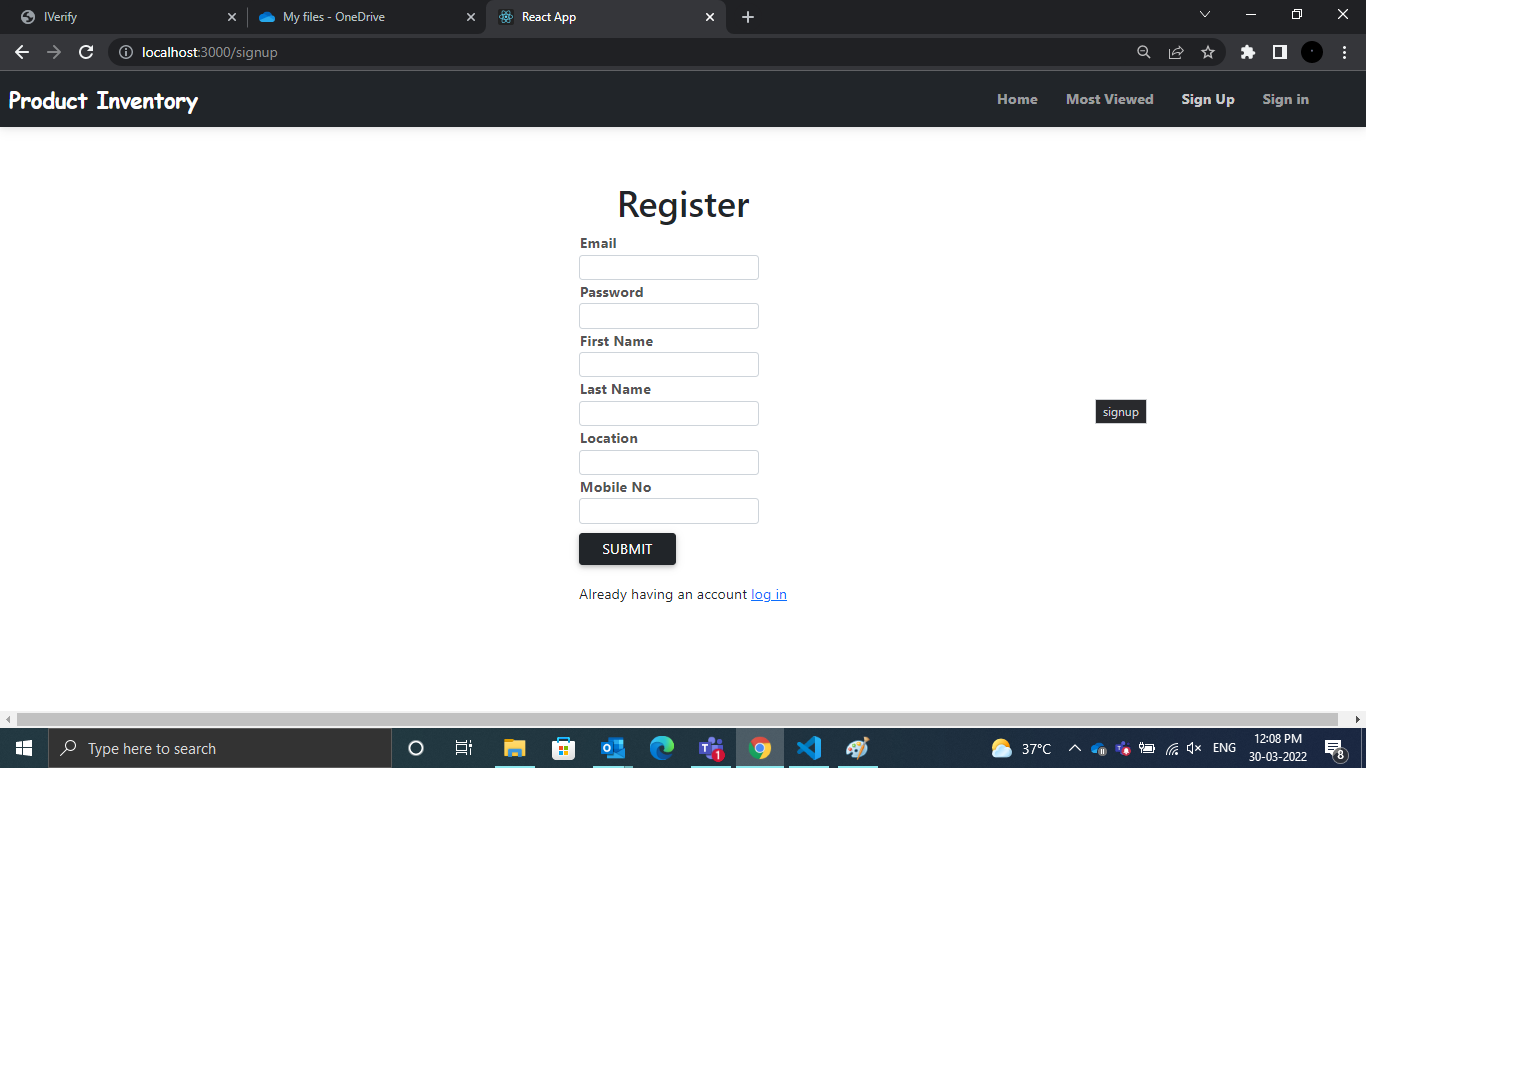 IVerify
My files - OneDrive
React App
localhost:3000/signup
Product Inventory
Home
Most Viewed
Sign Up
Sign in
Register
Email
Password
First Name
Last Name
signup
Location
Mobile No
SUBMIT
Already having an account log in
Type here to search
T
1
37°C
ENG
12:08 PM
30-03-2022
8